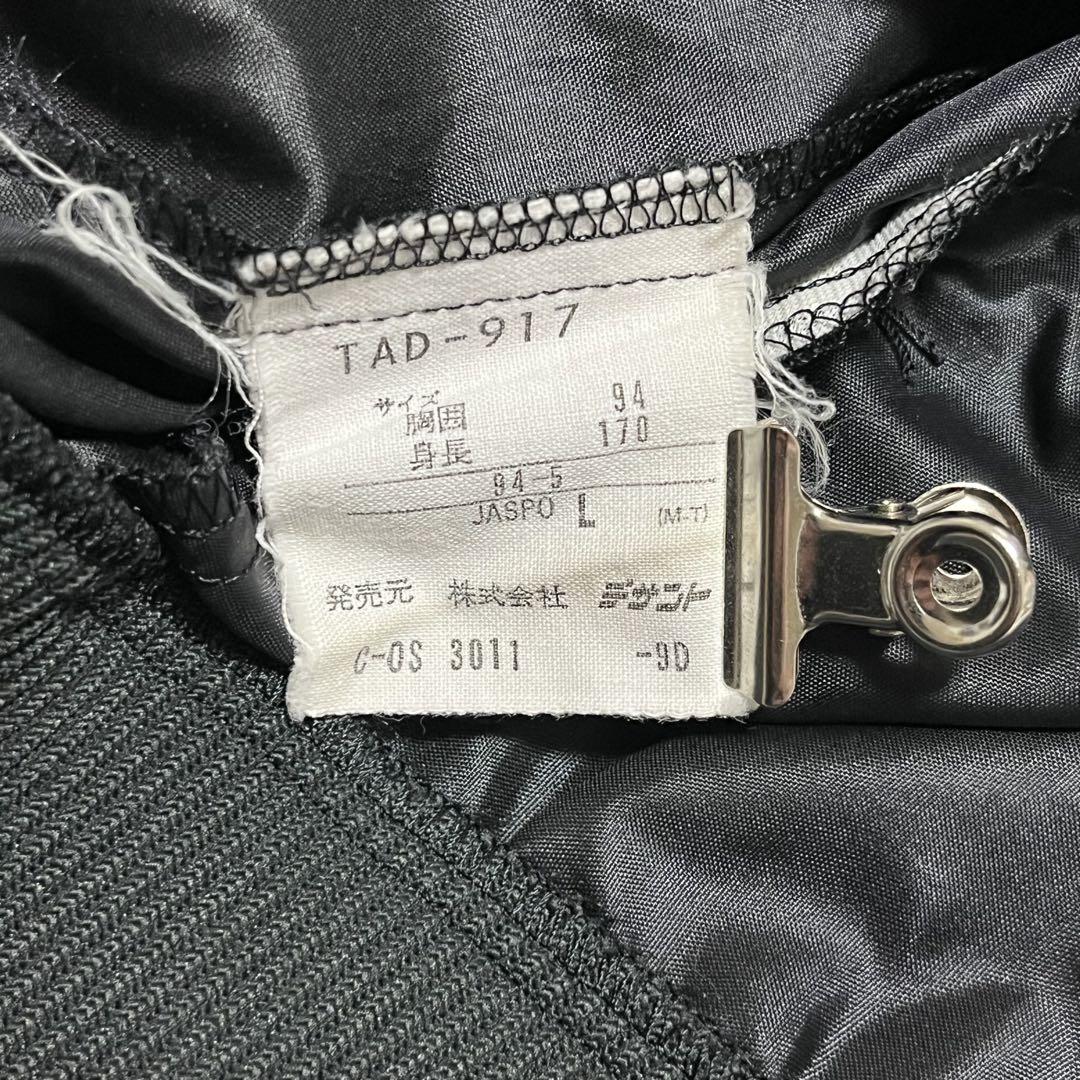 TAD-917
サイズ
胸囲 94
身長 170
94-5
JASPO L (M-T)
発売元 株式会社 デサント
C-OS 3011 -9D